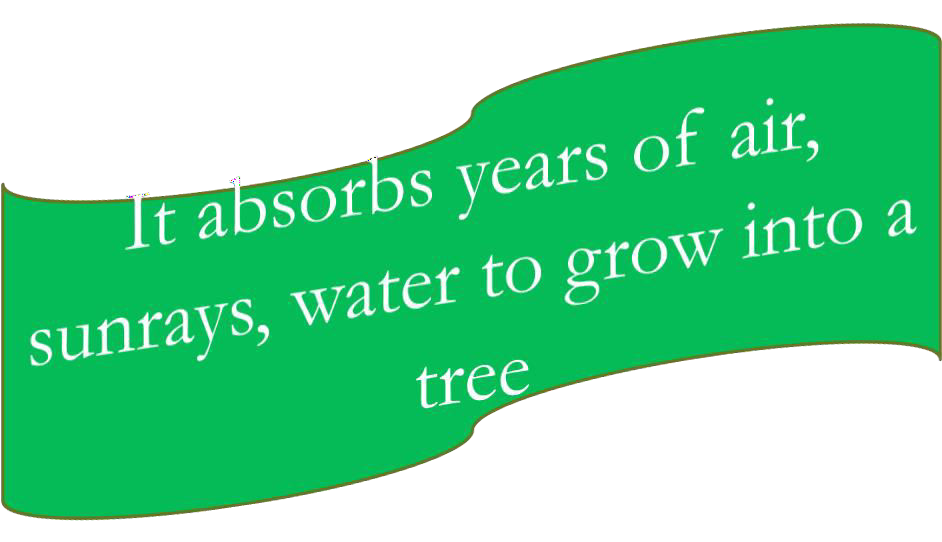 It absorbs years of air,
sunrays, water to grow into a
tree